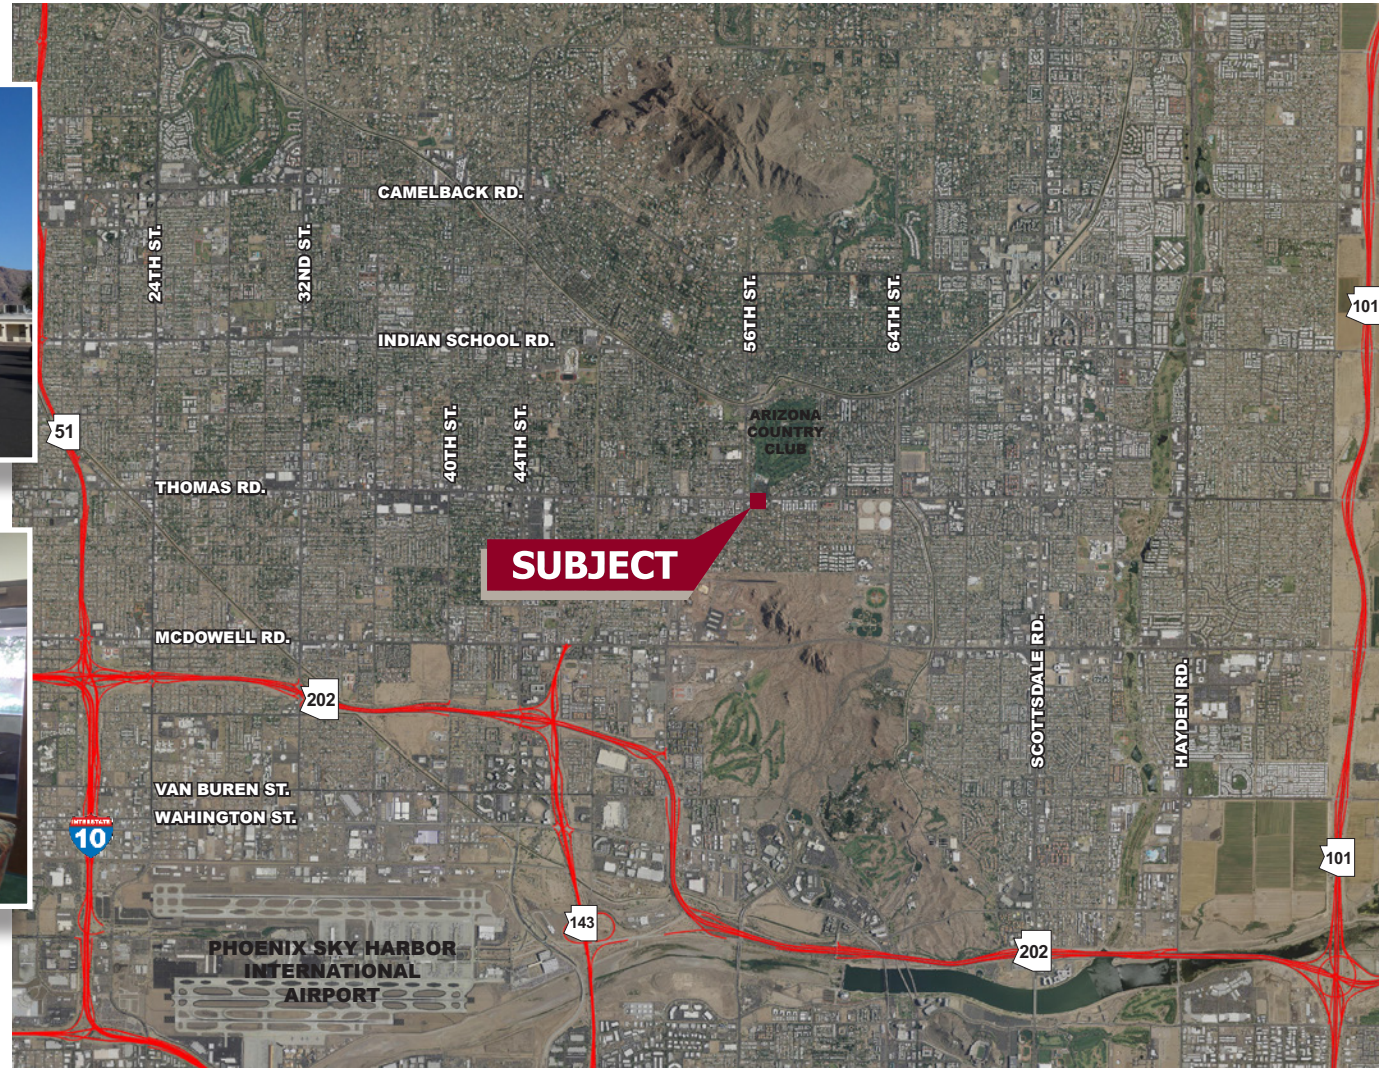 CAMELBACK RD.
24TH ST.
32ND ST.
56TH ST.
64TH ST.
101
INDIAN SCHOOL RD.
40TH ST.
44TH ST.
ARIZONA
COUNTRY
CLUB
51
THOMAS RD.
SUBJECT
MCDOWELL RD.
SCOTTSDALE RD.
HAYDEN RD.
202
VAN BUREN ST.
WAHINGTON ST.
INTERSTATE
10
101
143
PHOENIX SKY HARBOR
INTERNATIONAL
AIRPORT
202